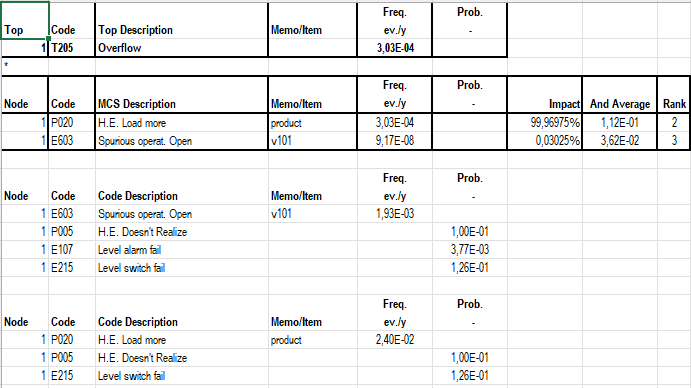 Freq. Prob.
Top Code Top Description Memo/Item ev./y -
1 T205 Overflow 3,03E-04
*
Freq. Prob.
Node Code MCS Description Memo/Item ev./y - Impact And Average Rank
1 P020 H.E. Load more product 3,03E-04 99,96975% 1,12E-01 2
1 E603 Spurious operat. Open v101 9,17E-08 0,03025% 3,62E-02 3
Freq. Prob.
Node Code Code Description Memo/Item ev./y -
1 E603 Spurious operat. Open v101 1,93E-03
1 P005 H.E. Doesn't Realize 1,00E-01
1 E107 Level alarm fail 3,77E-03
1 E215 Level switch fail 1,26E-01
Freq. Prob.
Node Code Code Description Memo/Item ev./y -
1 P020 H.E. Load more product 2,40E-02
1 P005 H.E. Doesn't Realize 1,00E-01
1 E215 Level switch fail 1,26E-01